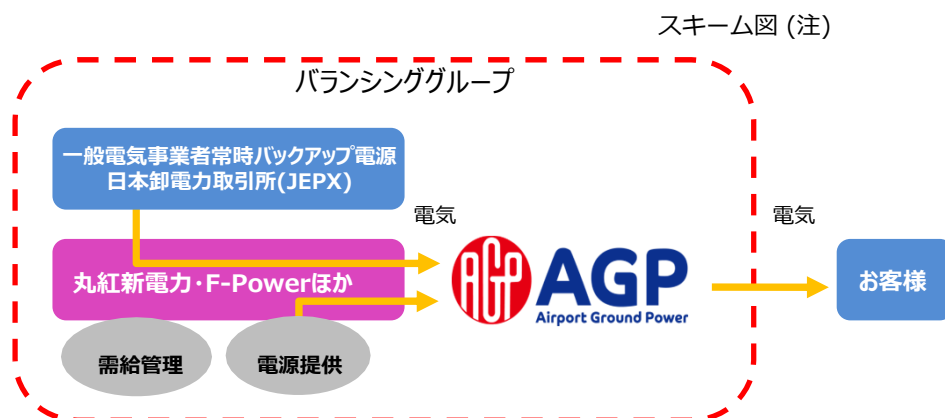 スキーム図 (注)
バランシンググループ
一般電気事業者常時バックアップ電源
日本卸電力取引所(JEPX)
電気
電気
丸紅新電力・F-Powerほか
AGP
AGP
Airport Ground Power
お客様
需給管理
電源提供